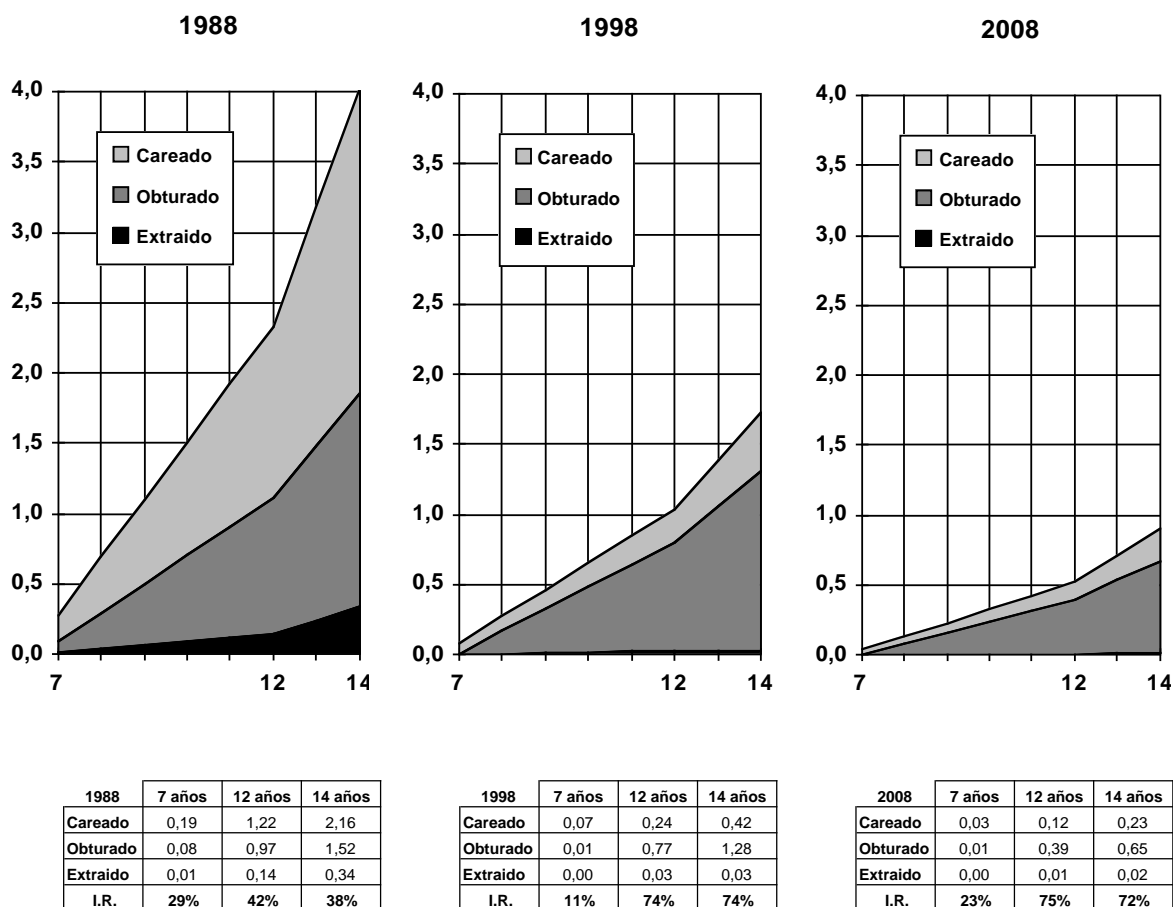 1988
4,0
3,5
3,0
2,5
2,0
1,5
1,0
0,5
0,0
Careado
Obturado
Extraido
7 12 14
1998
4,0
3,5
3,0
2,5
2,0
1,5
1,0
0,5
0,0
Careado
Obturado
Extraido
7 12 14
2008
4,0
3,5
3,0
2,5
2,0
1,5
1,0
0,5
0,0
Careado
Obturado
Extraido
7 12 14
1988 7 años 12 años 14 años
Careado 0,19 1,22 2,16
Obturado 0,08 0,97 1,52
Extraido 0,01 0,14 0,34
I.R. 29% 42% 38%
1998 7 años 12 años 14 años
Careado 0,07 0,24 0,42
Obturado 0,01 0,77 1,28
Extraido 0,00 0,03 0,03
I.R. 11% 74% 74%
2008 7 años 12 años 14 años
Careado 0,03 0,12 0,23
Obturado 0,01 0,39 0,65
Extraido 0,00 0,01 0,02
I.R. 23% 75% 72%